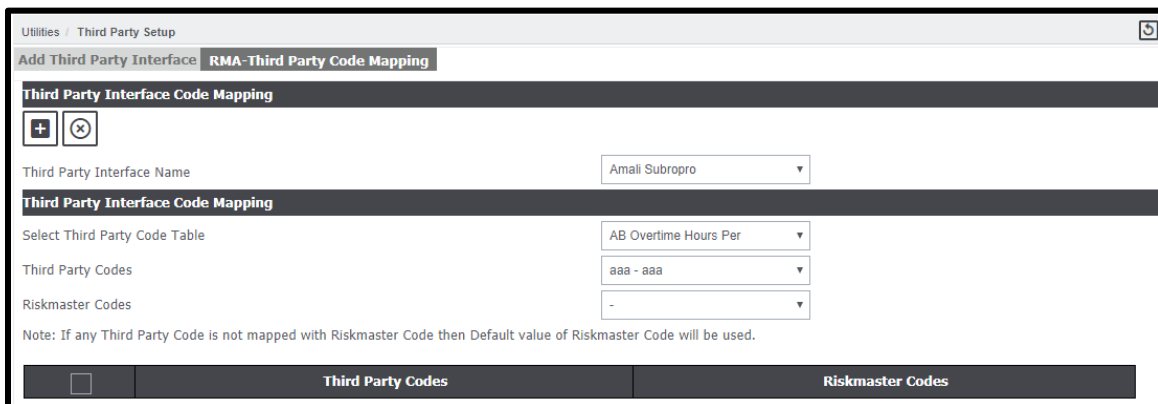 Utilities / Third Party Setup
Add Third Party Interface RMA-Third Party Code Mapping
Third Party Interface Code Mapping
Third Party Interface Name Amali Subropro
Third Party Interface Code Mapping
Select Third Party Code Table AB Overtime Hours Per
Third Party Codes aaa - aaa
Riskmaster Codes -
Note: If any Third Party Code is not mapped with Riskmaster Code then Default value of Riskmaster Code will be used.
Third Party Codes Riskmaster Codes